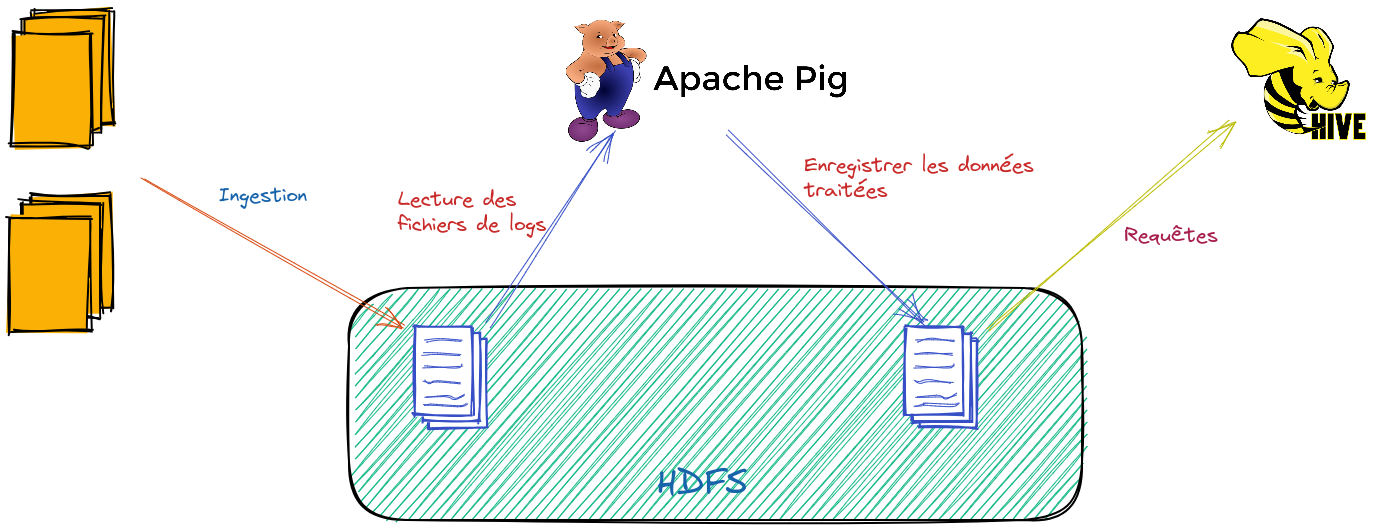 Apache Pig
HIVE
Ingestion
Lecture des
fichiers de logs
Enregistrer les données
traitées
Requêtes
HDFS